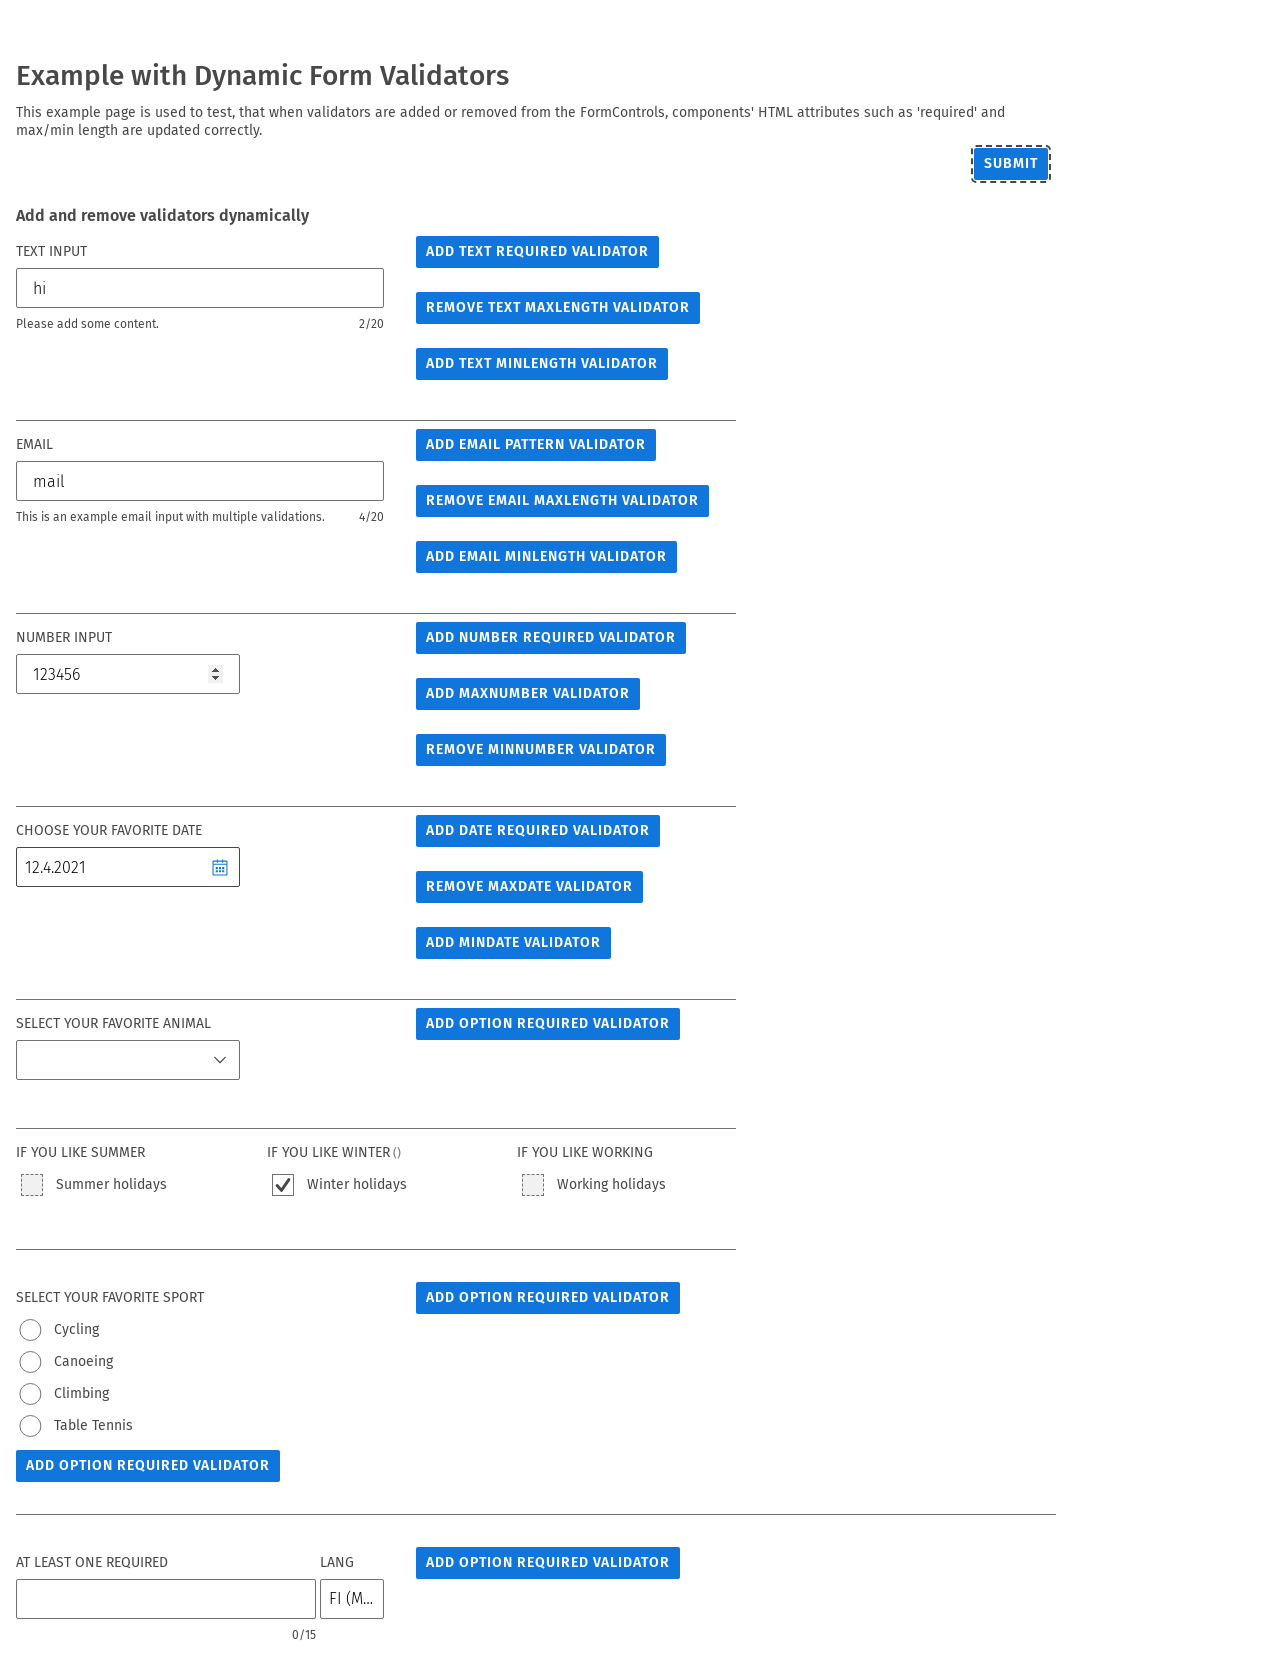 Example with Dynamic Form Validators
This example page is used to test, that when validators are added or removed from the FormControls, components' HTML attributes such as 'required' and
max/min length are updated correctly.
SUBMIT
Add and remove validators dynamically
TEXT INPUT
hi
Please add some content. 2/20
ADD TEXT REQUIRED VALIDATOR
REMOVE TEXT MAXLENGTH VALIDATOR
ADD TEXT MINLENGTH VALIDATOR
EMAIL
mail
This is an example email input with multiple validations. 4/20
ADD EMAIL PATTERN VALIDATOR
REMOVE EMAIL MAXLENGTH VALIDATOR
ADD EMAIL MINLENGTH VALIDATOR
NUMBER INPUT
123456
ADD NUMBER REQUIRED VALIDATOR
ADD MAXNUMBER VALIDATOR
REMOVE MINNUMBER VALIDATOR
CHOOSE YOUR FAVORITE DATE
12.4.2021
ADD DATE REQUIRED VALIDATOR
REMOVE MAXDATE VALIDATOR
ADD MINDATE VALIDATOR
SELECT YOUR FAVORITE ANIMAL
ADD OPTION REQUIRED VALIDATOR
IF YOU LIKE SUMMER
Summer holidays
IF YOU LIKE WINTER ()
Winter holidays
IF YOU LIKE WORKING
Working holidays
SELECT YOUR FAVORITE SPORT
Cycling
Canoeing
Climbing
Table Tennis
ADD OPTION REQUIRED VALIDATOR
ADD OPTION REQUIRED VALIDATOR
AT LEAST ONE REQUIRED
0/15
LANG
FI (M...
ADD OPTION REQUIRED VALIDATOR